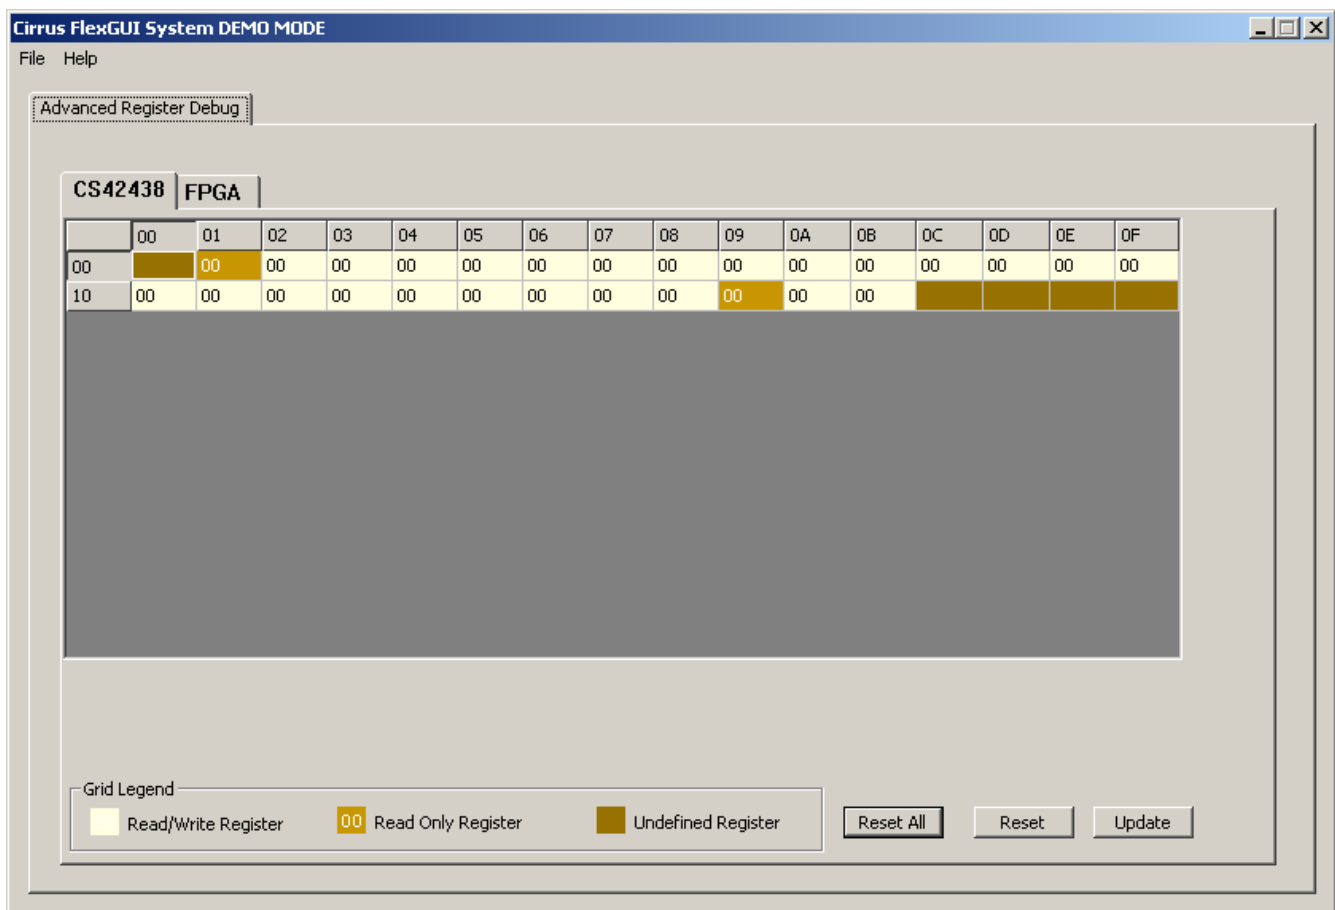 Cirrus FlexGUI System DEMO MODE
File Help
Advanced Register Debug
CS42438 FPGA
00 01 02 03 04 05 06 07 08 09 0A 0B 0C 0D 0E 0F
00 00 00 00 00 00 00 00 00 00 00 00 00 00 00 00
10 00 00 00 00 00 00 00 00 00 00 00 00
Grid Legend
Read/Write Register 00 Read Only Register Undefined Register Reset All Reset Update